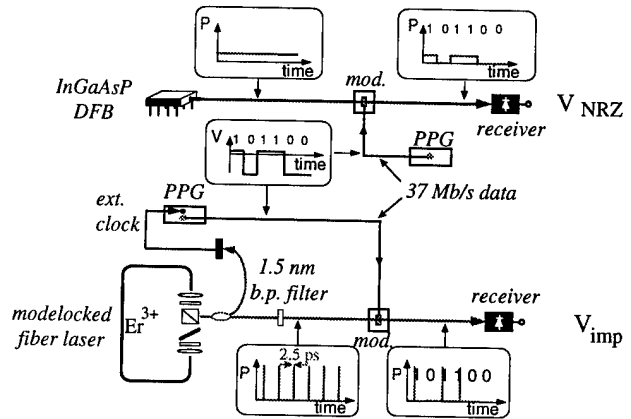 P
time
P 1 0 1 1 0 0
time
InGaAsP
DFB
mod.
receiver
V NRZ
V 1 0 1 1 0 0
time
PPG
37 Mb/s data
PPG
ext.
clock
1.5 nm
b.p. filter
modelocked
fiber laser
Er 3+
mod.
receiver
V imp
2.5 ps
P
time
P 1 0 1 1 0 0
time